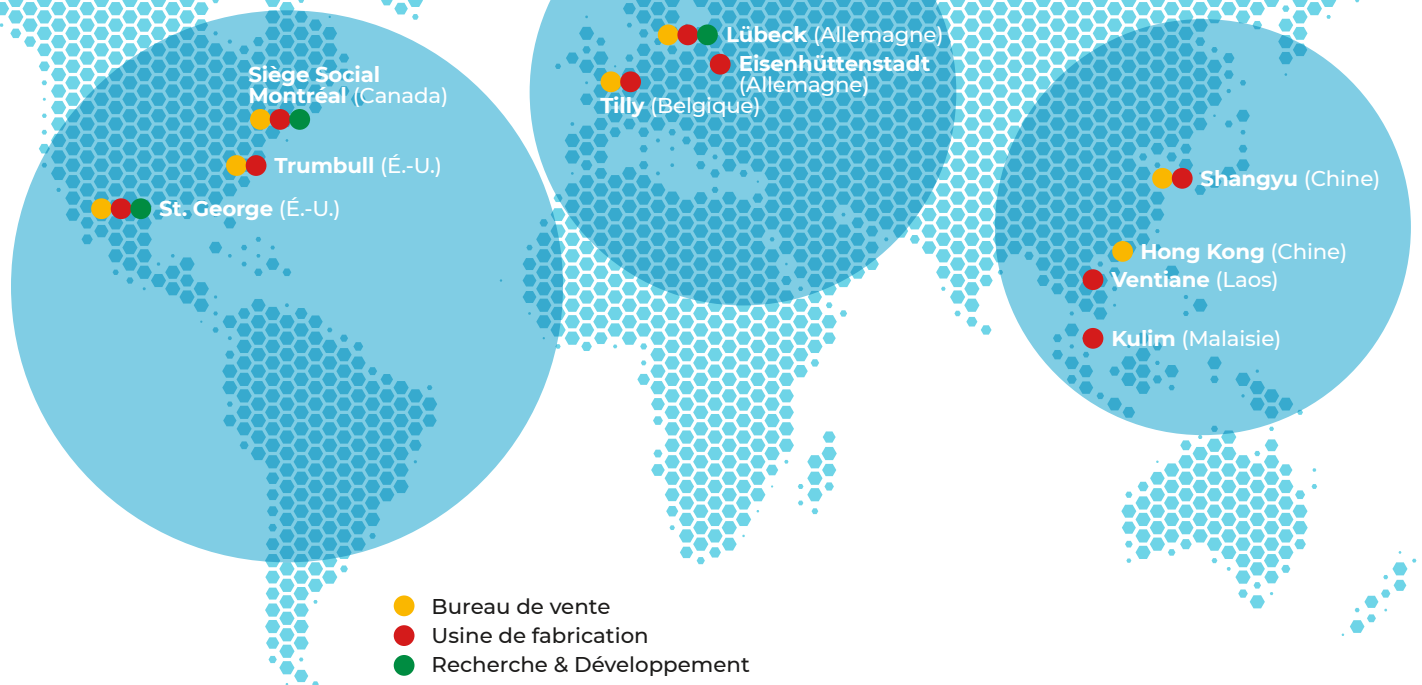 Siège Social
Montréal (Canada)
Trumbull (É.-U.)
St. George (É.-U.)
Lübeck (Allemagne)
Eisenhüttenstadt
(Allemagne)
Tilly (Belgique)
Shangyu (Chine)
Hong Kong (Chine)
Ventiane (Laos)
Kulim (Malaisie)
Bureau de vente
Usine de fabrication
Recherche & Développement